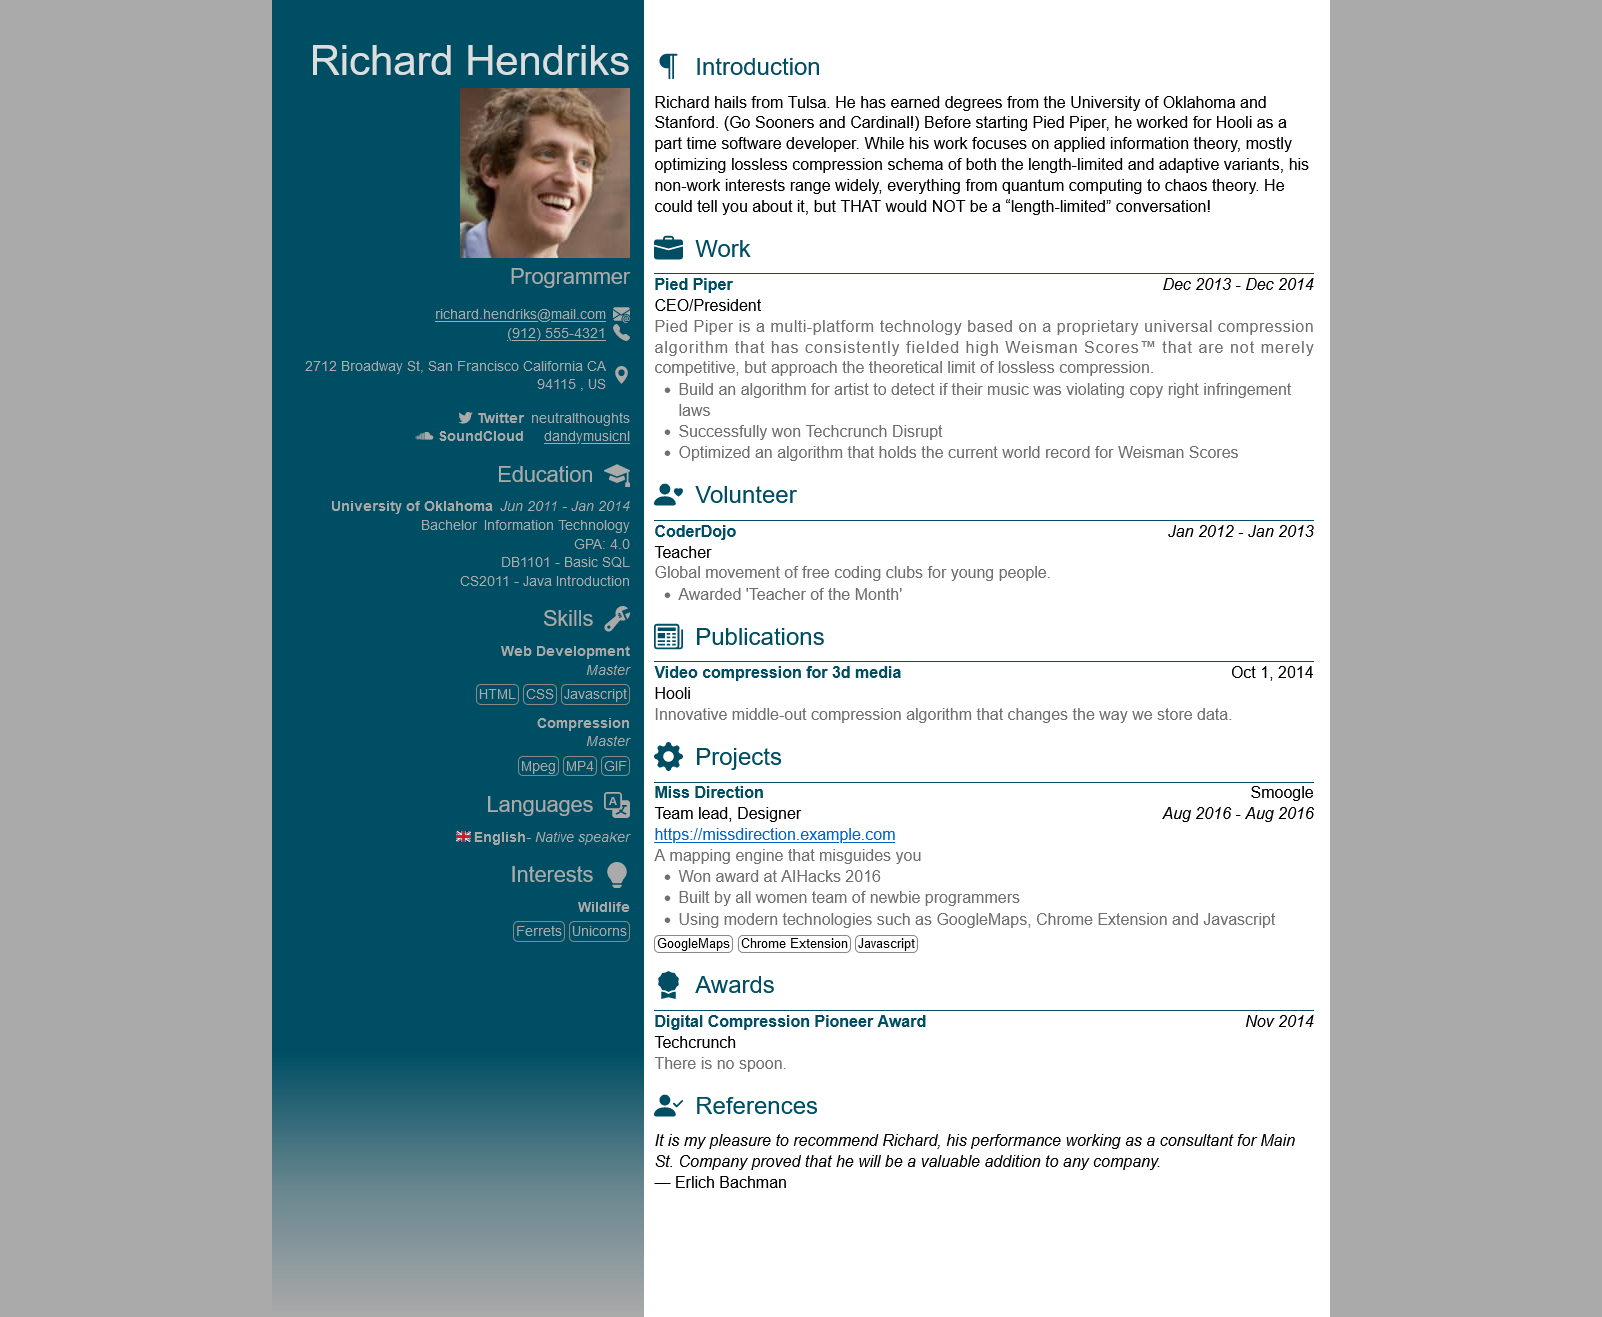 Richard Hendriks
Programmer
richard.hendriks@mail.com
(912) 555-4321
2712 Broadway St, San Francisco California CA
94115 , US
Twitter neutralthoughts
SoundCloud dandymusicnl
Education
University of Oklahoma Jun 2011 - Jan 2014
Bachelor Information Technology
GPA: 4.0
DB1101 - Basic SQL
CS2011 - Java Introduction
Skills
Web Development
Master
HTML CSS Javascript
Compression
Master
Mpeg MP4 GIF
Languages
English- Native speaker
Interests
Wildlife
Ferrets Unicorns
Introduction
Richard hails from Tulsa. He has earned degrees from the University of Oklahoma and
Stanford. (Go Sooners and Cardinal!) Before starting Pied Piper, he worked for Hooli as a
part time software developer. While his work focuses on applied information theory, mostly
optimizing lossless compression schema of both the length-limited and adaptive variants, his
non-work interests range widely, everything from quantum computing to chaos theory. He
could tell you about it, but THAT would NOT be a “length-limited” conversation!
Work
Pied Piper Dec 2013 - Dec 2014
CEO/President
Pied Piper is a multi-platform technology based on a proprietary universal compression
algorithm that has consistently fielded high Weisman Scores™ that are not merely
competitive, but approach the theoretical limit of lossless compression.
• Build an algorithm for artist to detect if their music was violating copy right infringement
laws
• Successfully won Techcrunch Disrupt
• Optimized an algorithm that holds the current world record for Weisman Scores
Volunteer
CoderDojo Jan 2012 - Jan 2013
Teacher
Global movement of free coding clubs for young people.
• Awarded 'Teacher of the Month'
Publications
Video compression for 3d media Oct 1, 2014
Hooli
Innovative middle-out compression algorithm that changes the way we store data.
Projects
Miss Direction Smoogle
Team lead, Designer Aug 2016 - Aug 2016
https://missdirection.example.com
A mapping engine that misguides you
• Won award at AIHacks 2016
• Built by all women team of newbie programmers
• Using modern technologies such as GoogleMaps, Chrome Extension and Javascript
GoogleMaps Chrome Extension Javascript
Awards
Digital Compression Pioneer Award Nov 2014
Techcrunch
There is no spoon.
References
It is my pleasure to recommend Richard, his performance working as a consultant for Main
St. Company proved that he will be a valuable addition to any company.
— Erlich Bachman